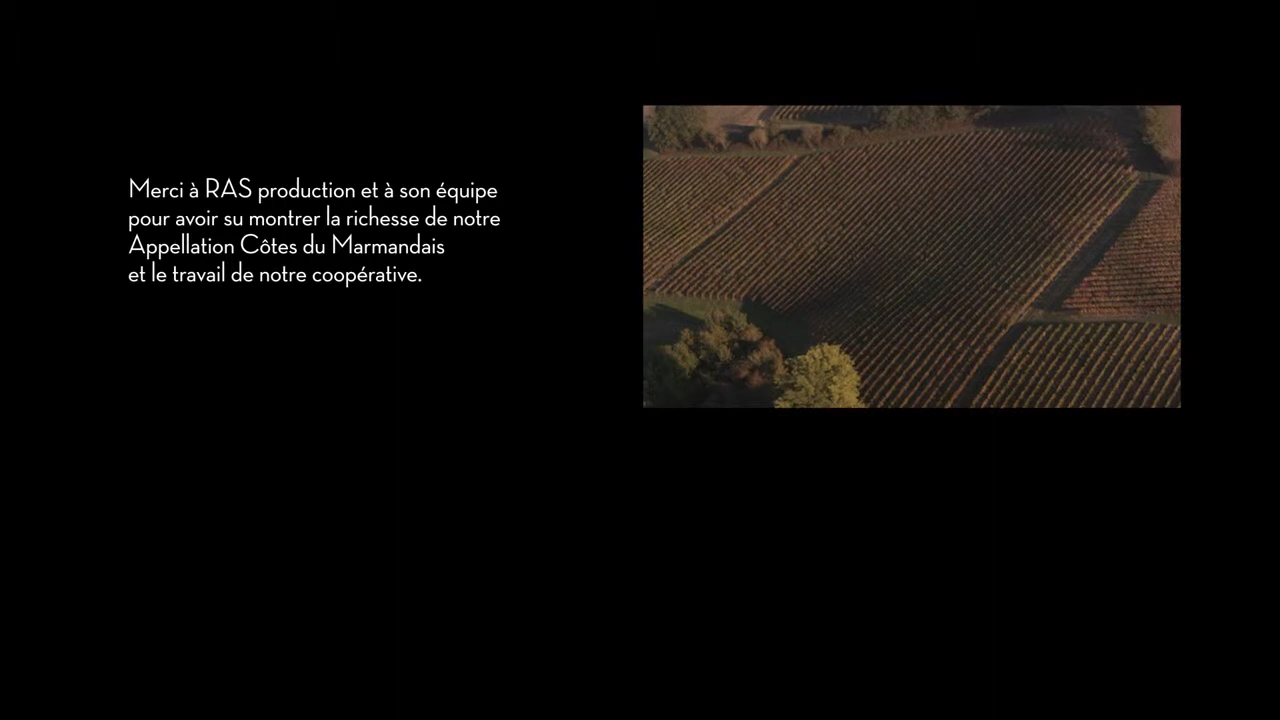 Merci à RAS production et à son équipe
pour avoir su montrer la richesse de notre
Appellation Côtes du Marmandais
et le travail de notre coopérative.